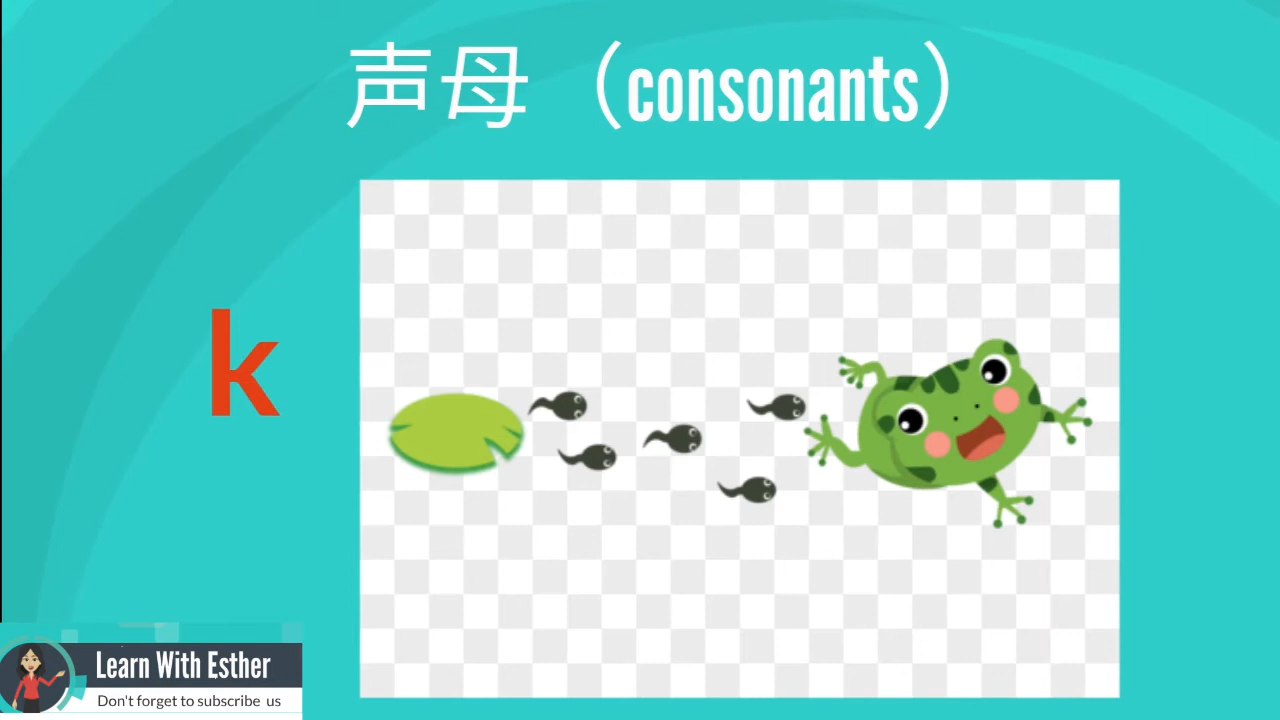 声母（consonants）
k
Learn With Esther
Don't forget to subscribe us